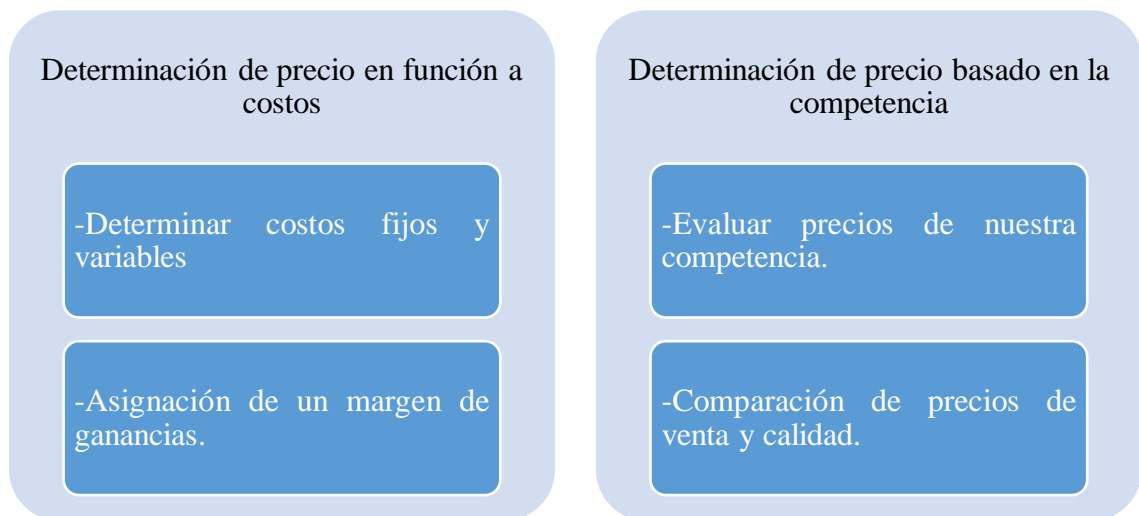 Determinación de precio en función a
costos
-Determinar costos fijos y
variables
-Asignación de un margen de
ganancias.
Determinación de precio basado en la
competencia
-Evaluar precios de nuestra
competencia.
-Comparación de precios de
venta y calidad.